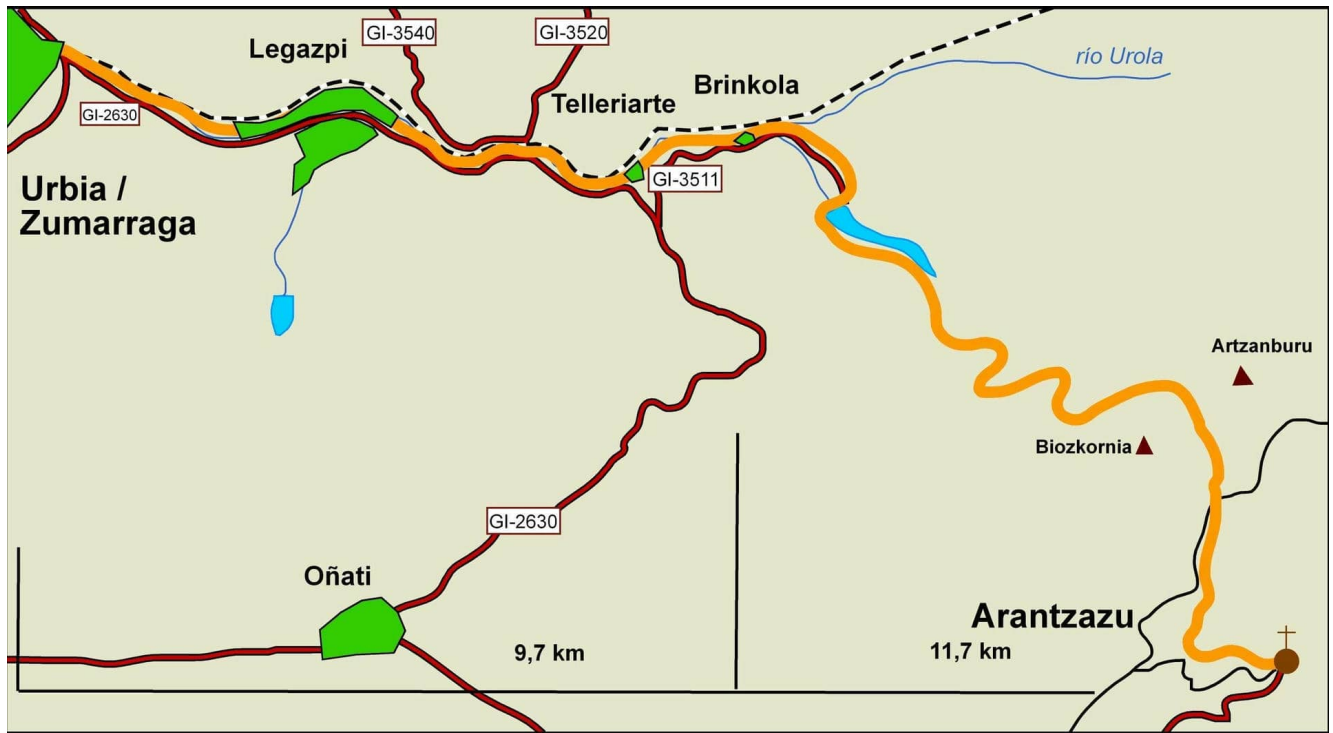 GI-3540
GI-3520
Legazpi
río Urola
Brinkola
Telleriarte
GI-2630
GI-3511
Urbia /
Zumarraga
Artzanburu
Biozkornia
GI-2630
Oñati
Arantzazu
9,7 km
11,7 km